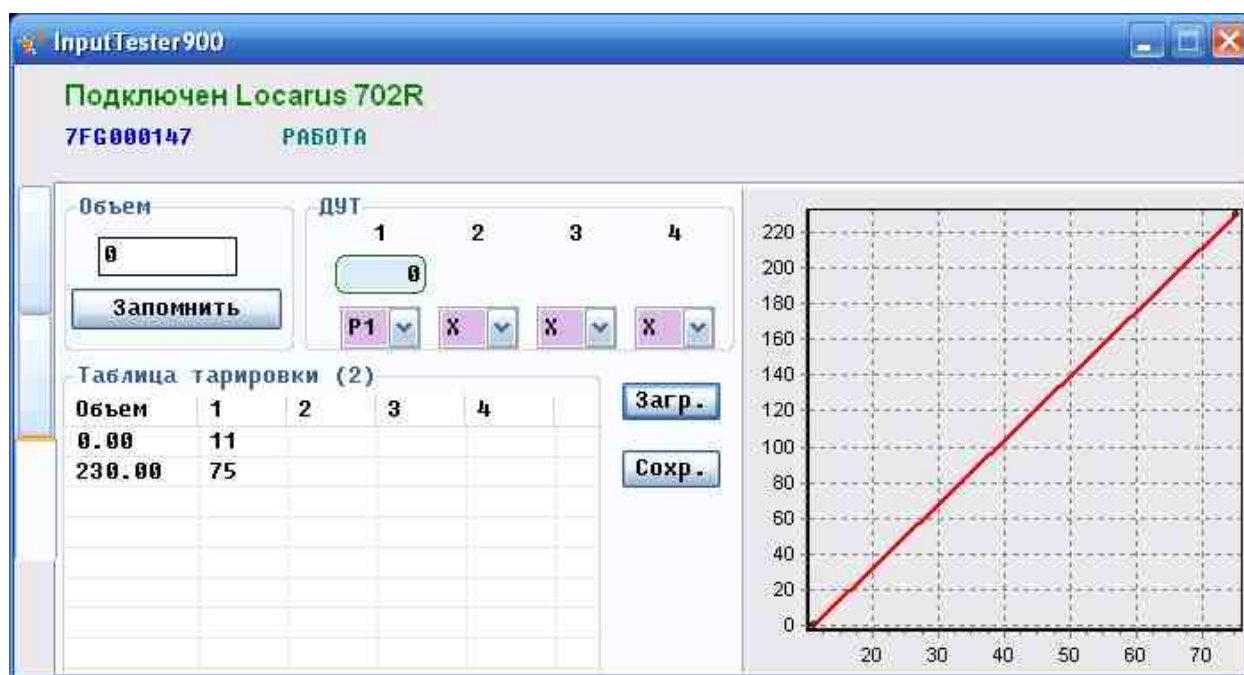 InputTester900
Подключен Locarus 702R
7FG000147 РАБОТА
Объем
0
Запомнить
ДУТ
1 2 3 4
0
P1 X X X
Таблица тарировки (2)
Объем 1 2 3 4
0.00 11
230.00 75
Загр.
Сохр.
220
200
180
160
140
120
100
80
60
40
20
0
20 30 40 50 60 70